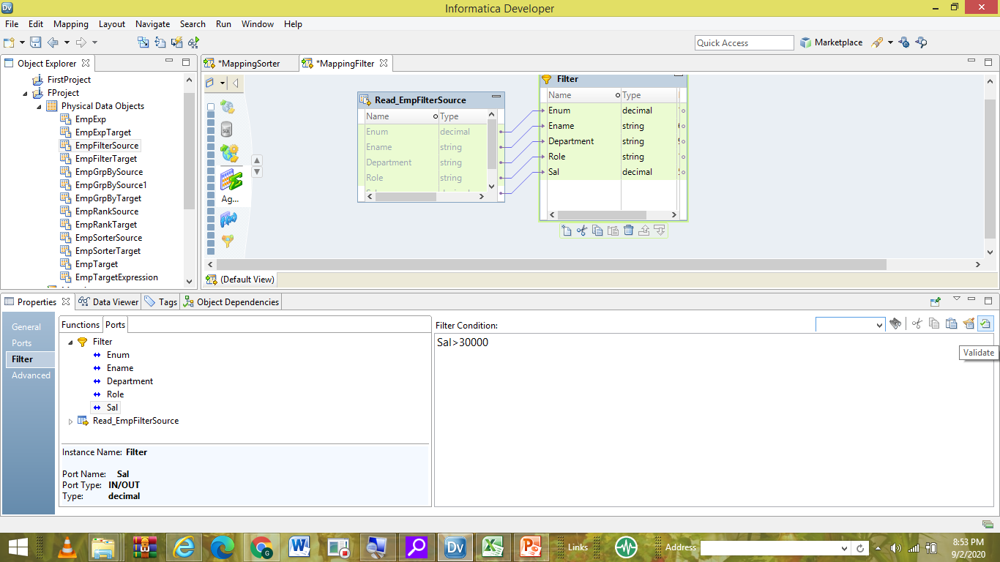 Informatica Developer
File Edit Mapping Layout Navigate Search Run Window Help
Quick Access
Marketplace
Object Explorer
FirstProject
FProject
Physical Data Objects
EmpExp
EmpExpTarget
EmpFilterSource
EmpFilterTarget
EmpGrpBySource
EmpGrpBySource1
EmpGrpByTarget
EmpRankSource
EmpRankTarget
EmpSorterSource
EmpSorterTarget
EmpTarget
EmpTargetExpression
*MappingSorter
*MappingFilter
sql
Ag...
Read_EmpFilterSource
Name Type
Enum decimal
Ename string
Department string
Role string
Filter
Name Type
Enum decimal
Ename string
Department string
Role string
Sal decimal
(Default View)
Properties
Data Viewer
Tags
Object Dependencies
General
Ports
Filter
Advanced
Functions Ports
Filter
Enum
Ename
Department
Role
Sal
Read_EmpFilterSource
Instance Name: Filter
Port Name: Sal
Port Type: IN/OUT
Type: decimal
Filter Condition:
Sal>30000
Validate
Links
Address
8:53 PM
9/2/2020